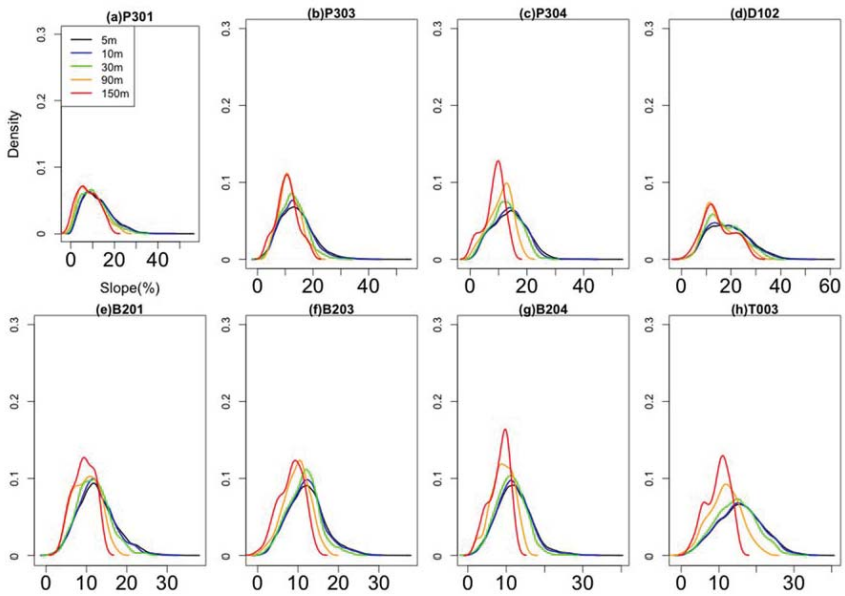 (a)P301
(b)P303
(c)P304
(d)D102
5m
10m
30m
90m
150m
Density
Slope(%)
0 0.1 0.2 0.3
0 20 40
0 0.1 0.2 0.3
0 20 40
0 0.1 0.2 0.3
0 20 40
0 0.1 0.2 0.3
0 20 40 60
(e)B201
(f)B203
(g)B204
(h)T003
0 0.1 0.2 0.3
0 10 20 30
0 0.1 0.2 0.3
0 10 20 30
0 0.1 0.2 0.3
0 10 30
0 0.1 0.2 0.3
0 10 30